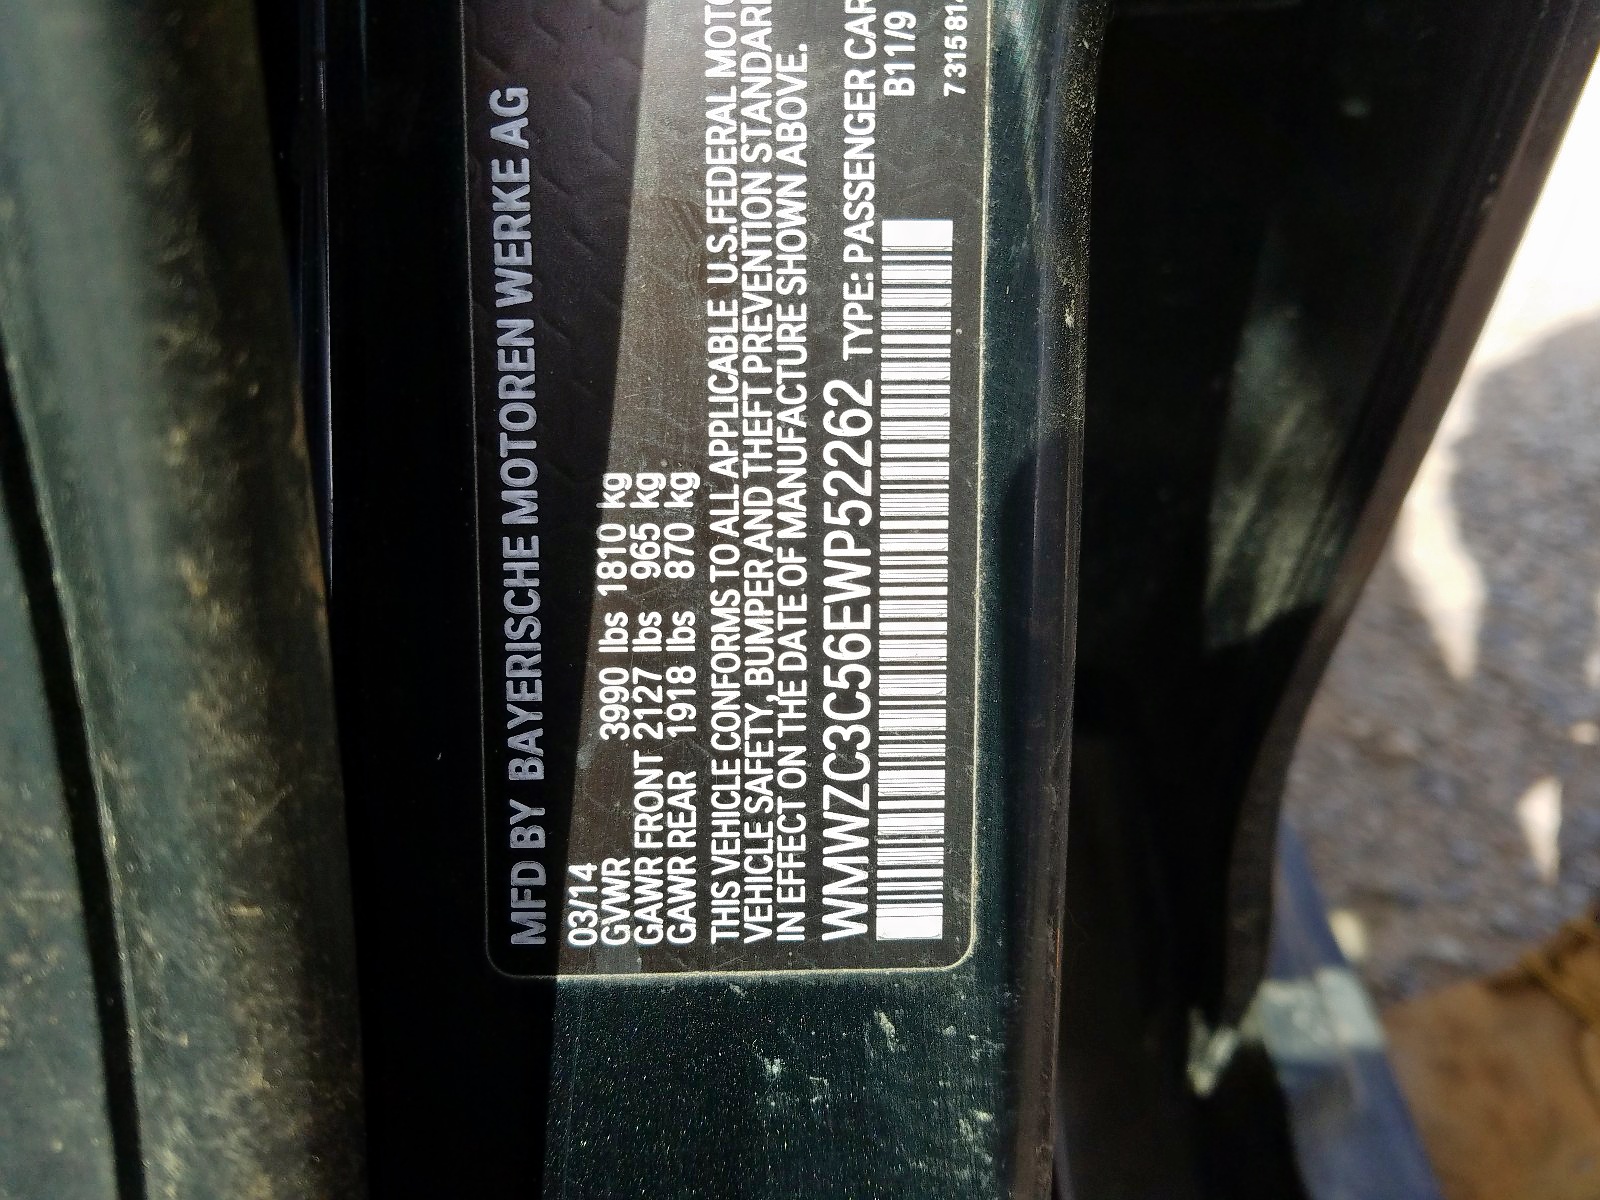 MFD BY BAYERISCHE MOTOREN WERKE AG
03/14
GVWR 3990 lbs 1810 kg
GAWR FRONT 2127 lbs 965 kg
GAWR REAR 1918 lbs 870 kg
THIS VEHICLE CONFORMS TO ALL APPLICABLE U.S.FEDERAL MOTO
VEHICLE SAFETY, BUMPER AND THEFT PREVENTION STANDAR
IN EFFECT ON THE DATE OF MANUFACTURE SHOWN ABOVE.
WMWZC3C56EWP52262 TYPE: PASSENGER CAR
B11/9
7315814